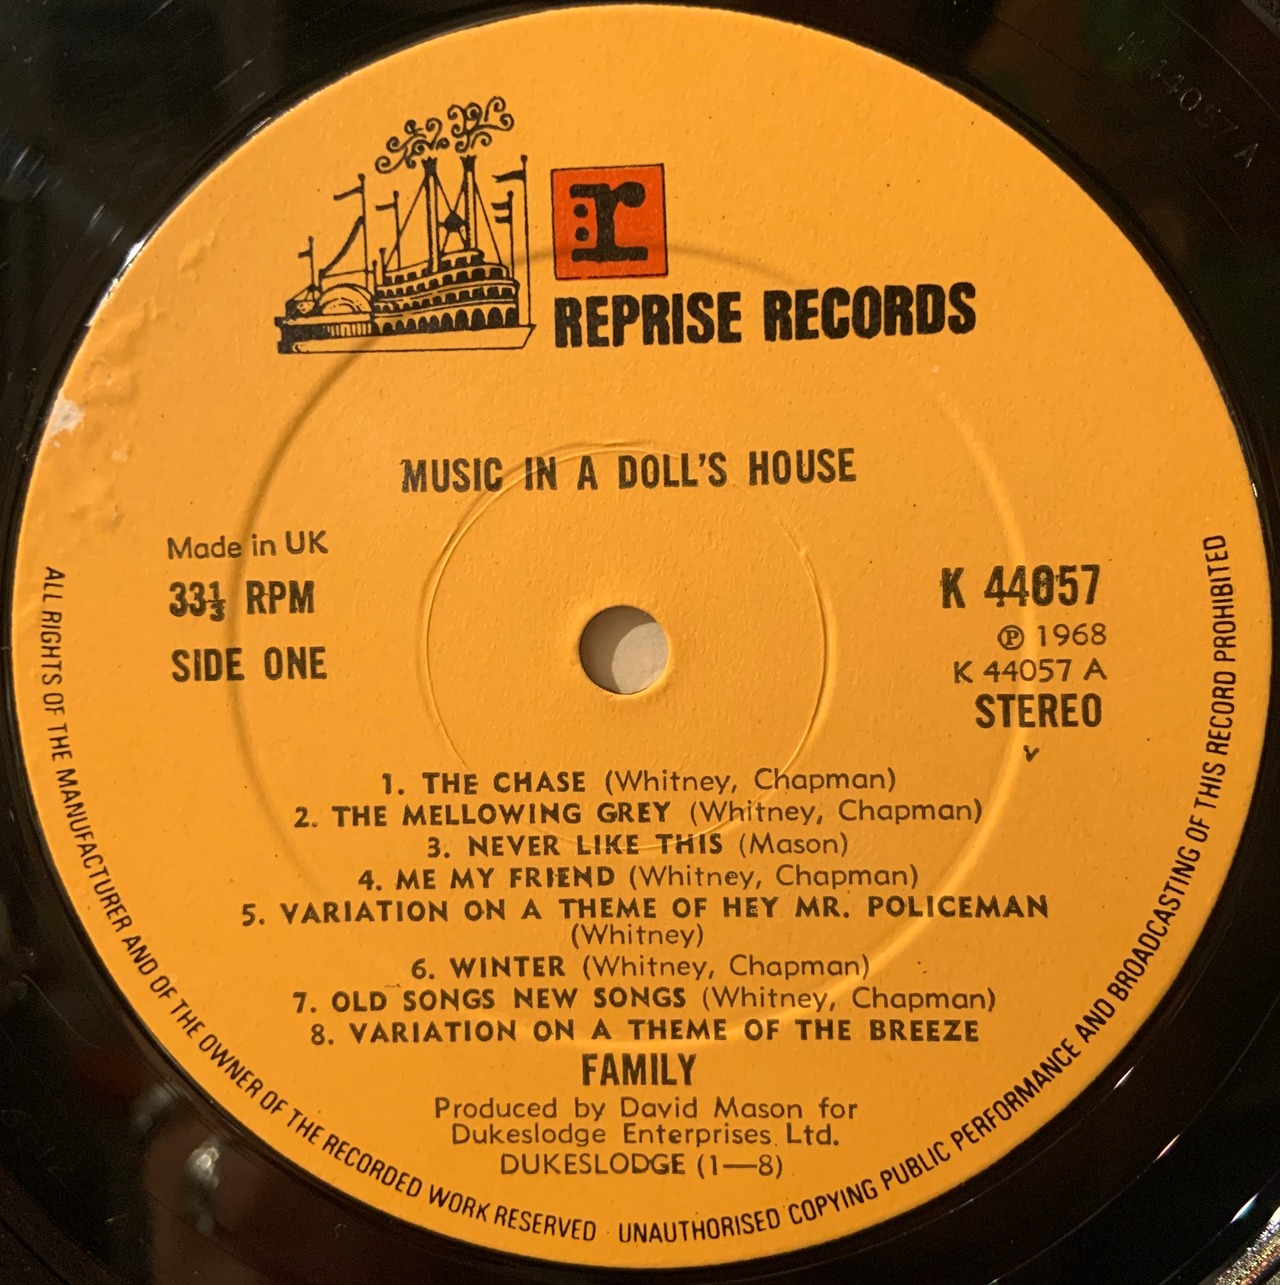 r
REPRISE RECORDS
MUSIC IN A DOLL'S HOUSE
Made in UK
33⅓ RPM
SIDE ONE
K 44057
Ⓟ 1968
K 44057 A
STEREO
1. THE CHASE (Whitney, Chapman)
2. THE MELLOWING GREY (Whitney, Chapman)
3. NEVER LIKE THIS (Mason)
4. ME MY FRIEND (Whitney, Chapman)
5. VARIATION ON A THEME OF HEY MR. POLICEMAN
(Whitney)
6. WINTER (Whitney, Chapman)
7. OLD SONGS NEW SONGS (Whitney, Chapman)
8. VARIATION ON A THEME OF THE BREEZE
FAMILY
Produced by David Mason for
Dukeslodge Enterprises Ltd.
DUKESLODGE (1—8)
ALL RIGHTS OF THE MANUFACTURER AND OF THE OWNER OF THE RECORDED WORK RESERVED · UNAUTHORISED COPYING PUBLIC PERFORMANCE AND BROADCASTING OF THIS RECORD PROHIBITED
K 44057 A